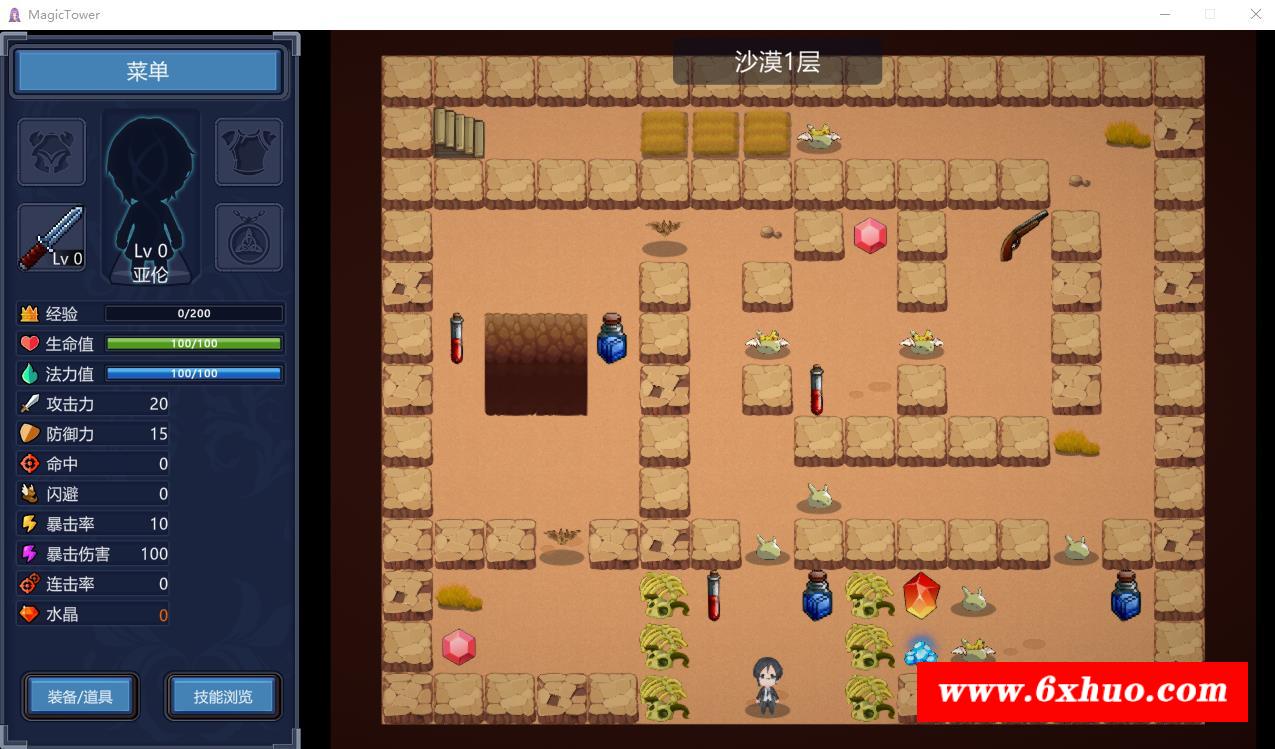 MagicTower
菜单
沙漠1层
Lv 0
Lv 0
亚伦
经验 0/200
生命值 100/100
法力值 100/100
攻击力 20
防御力 15
命中 0
闪避 0
暴击率 10
暴击伤害 100
连击率 0
水晶 0
装备/道具 技能浏览
www.6xhuo.com